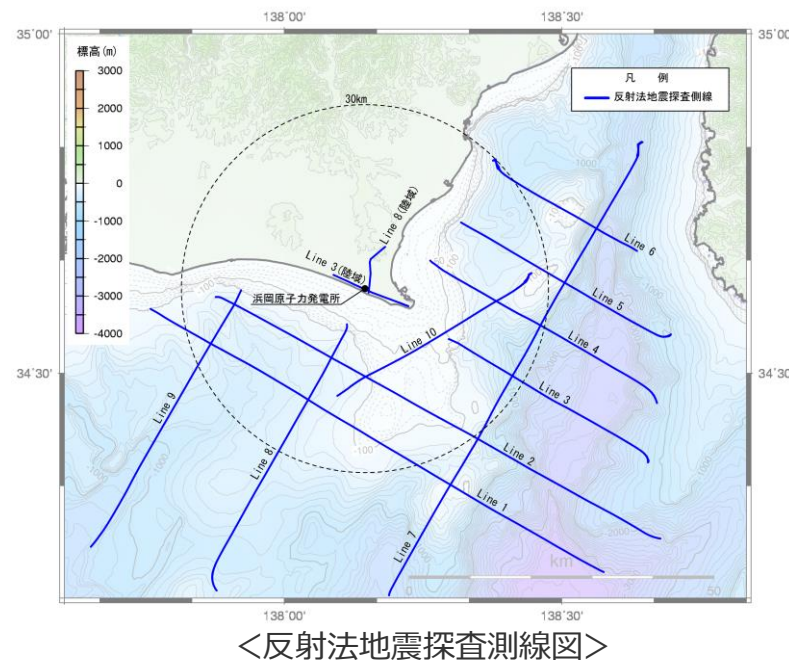 138°00' 138°30'
35°00' 35°00'
標高(m)
3000
2000
1000
0
-1000
-2000
-3000
-4000
凡 例
反射法地震探査側線
30km
Line 8(陸域)
Line 3(陸域)
浜岡原子力発電所
Line 6
Line 5
Line 4
Line 10
Line 3
34°30' 34°30'
Line 9
Line 8
Line 2
Line 1
Line 7
km
0 50
138°00' 138°30'
<反射法地震探査測線図>